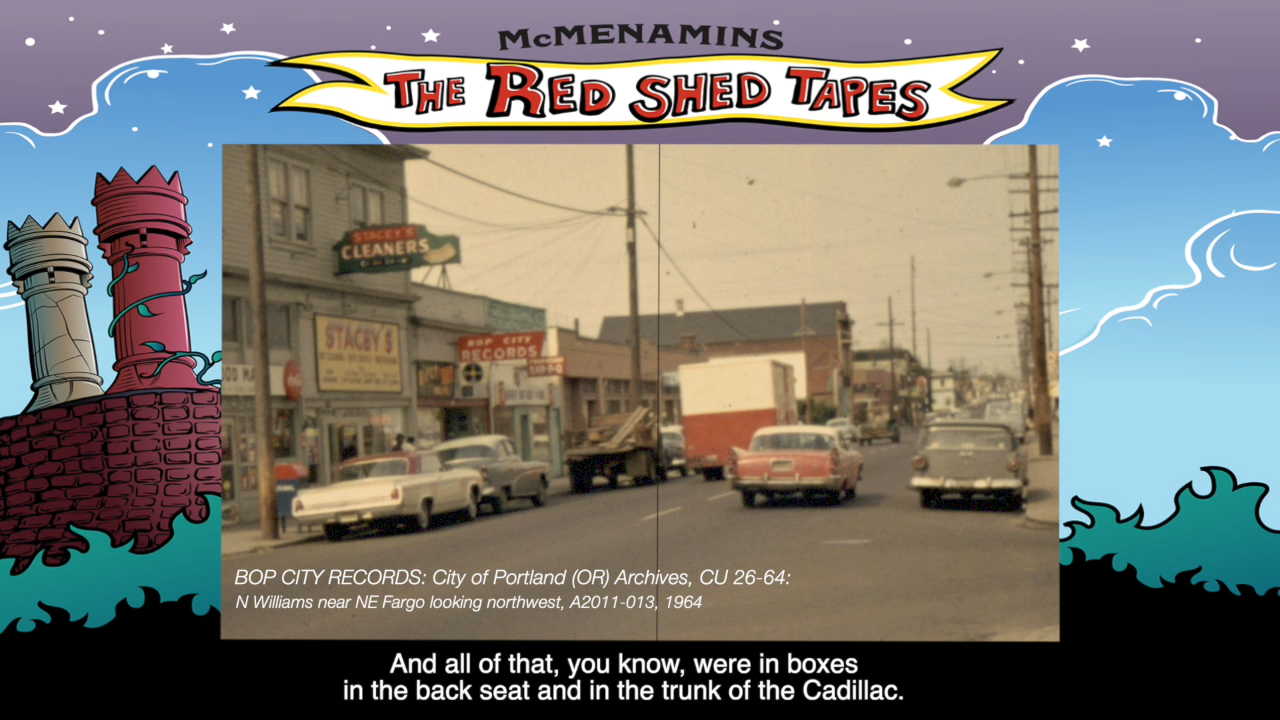 McMENAMINS
THE RED SHED TAPES
STACEY'S
CLEANERS
STACEY'S
BOP CITY
RECORDS
BOP CITY RECORDS: City of Portland (OR) Archives, CU 26-64:
N Williams near NE Fargo looking northwest, A2011-013, 1964
And all of that, you know, were in boxes
in the back seat and in the trunk of the Cadillac.